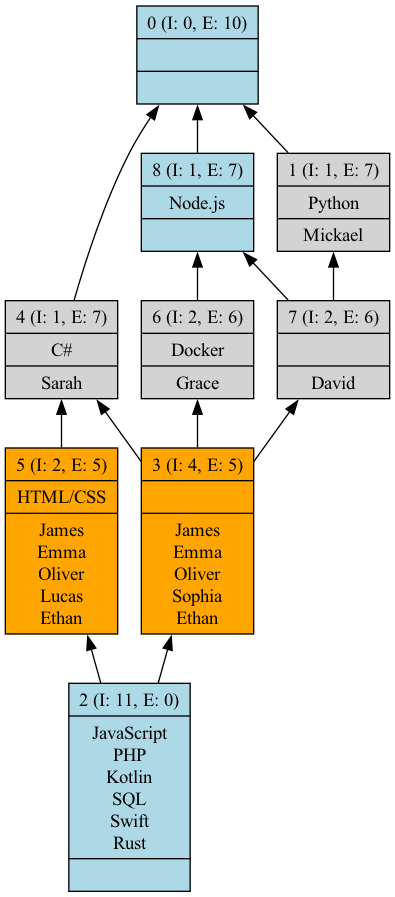 0 (I: 0, E: 10)
8 (I: 1, E: 7)
Node.js
1 (I: 1, E: 7)
Python
Mickael
4 (I: 1, E: 7)
C#
Sarah
6 (I: 2, E: 6)
Docker
Grace
7 (I: 2, E: 6)
David
5 (I: 2, E: 5)
HTML/CSS
James
Emma
Oliver
Lucas
Ethan
3 (I: 4, E: 5)
James
Emma
Oliver
Sophia
Ethan
2 (I: 11, E: 0)
JavaScript
PHP
Kotlin
SQL
Swift
Rust